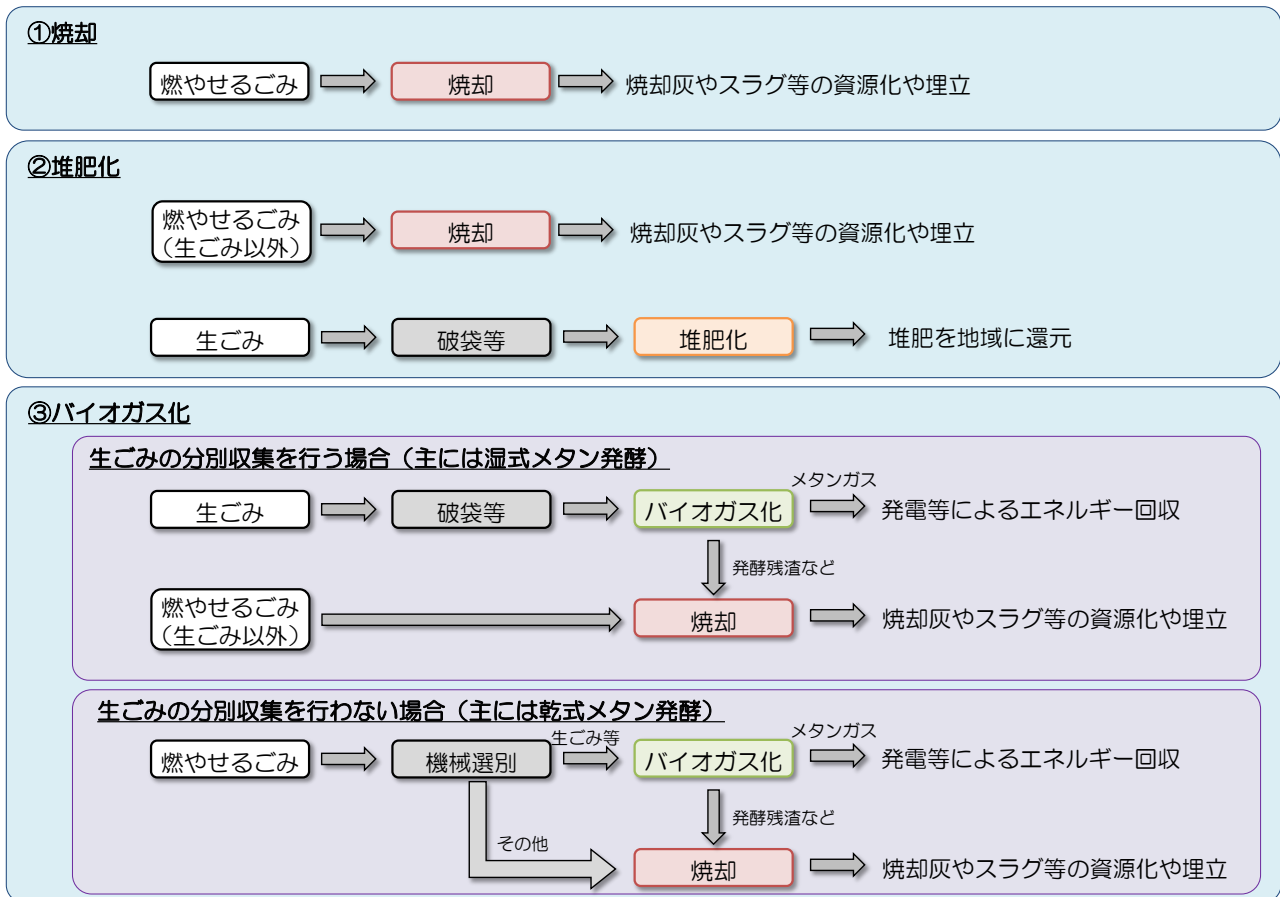 ①焼却
燃やせるごみ
焼却
焼却灰やスラグ等の資源化や埋立
②堆肥化
燃やせるごみ
（生ごみ以外）
焼却
焼却灰やスラグ等の資源化や埋立
生ごみ
破袋等
堆肥化
堆肥を地域に還元
③バイオガス化
生ごみの分別収集を行う場合（主には湿式メタン発酵）
生ごみ
破袋等
バイオガス化
メタンガス
発電等によるエネルギー回収
発酵残渣など
燃やせるごみ
（生ごみ以外）
焼却
焼却灰やスラグ等の資源化や埋立
生ごみの分別収集を行わない場合（主には乾式メタン発酵）
燃やせるごみ
機械選別
生ごみ等
バイオガス化
メタンガス
発電等によるエネルギー回収
発酵残渣など
その他
焼却
焼却灰やスラグ等の資源化や埋立